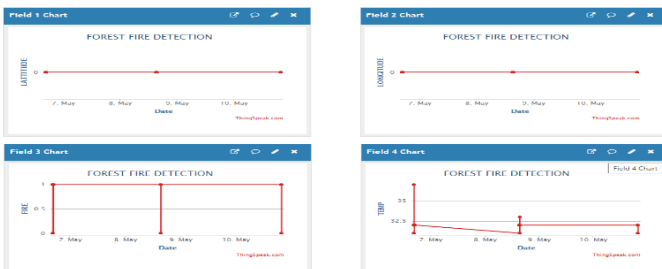 Field 1 Chart
FOREST FIRE DETECTION
LATTITUDE
0
7. May 8. May 9. May 10. May
Date
ThingSpeak.com
Field 2 Chart
FOREST FIRE DETECTION
LONGITUDE
0
7. May 8. May 9. May 10. May
Date
ThingSpeak.com
Field 3 Chart
FOREST FIRE DETECTION
FIRE
1
0.5
0
7. May 8. May 9. May 10. May
Date
ThingSpeak.com
Field 4 Chart
Field 4 Chart
FOREST FIRE DETECTION
TEMP
35
32.5
7. May 8. May 9. May 10. May
Date
ThingSpeak.com